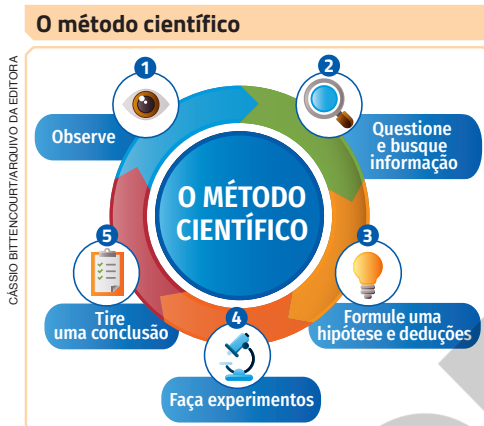 O método científico
CÁSSIO BITTENCOURT/ARQUIVO DA EDITORA
1
Observe
2
Questione
e busque
informação
O MÉTODO
CIENTÍFICO
3
Formule uma
hipótese e deduções
4
Faça experimentos
5
Tire
uma conclusão